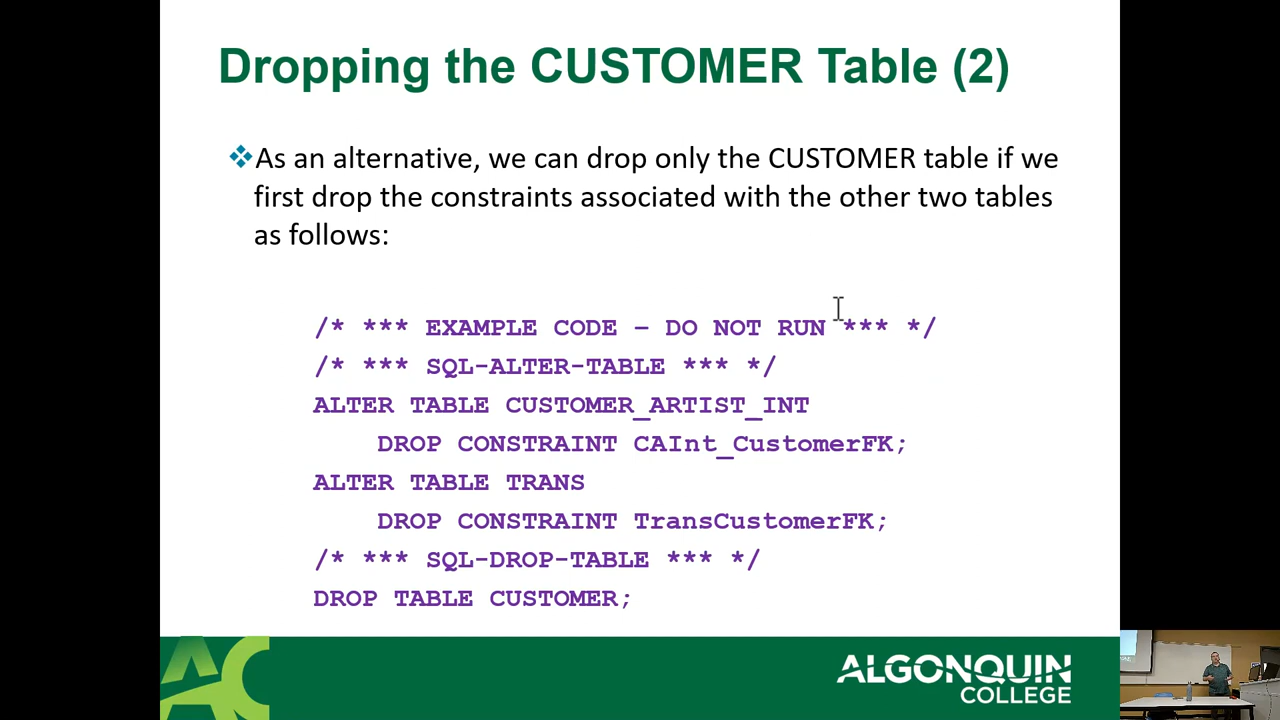 Dropping the CUSTOMER Table (2)
As an alternative, we can drop only the CUSTOMER table if we
first drop the constraints associated with the other two tables
as follows:
/* *** EXAMPLE CODE – DO NOT RUN *** */
/* *** SQL-ALTER-TABLE *** */
ALTER TABLE CUSTOMER_ARTIST_INT
DROP CONSTRAINT CAInt_CustomerFK;
ALTER TABLE TRANS
DROP CONSTRAINT TransCustomerFK;
/* *** SQL-DROP-TABLE *** */
DROP TABLE CUSTOMER;
AC
ALGONQUIN
COLLEGE